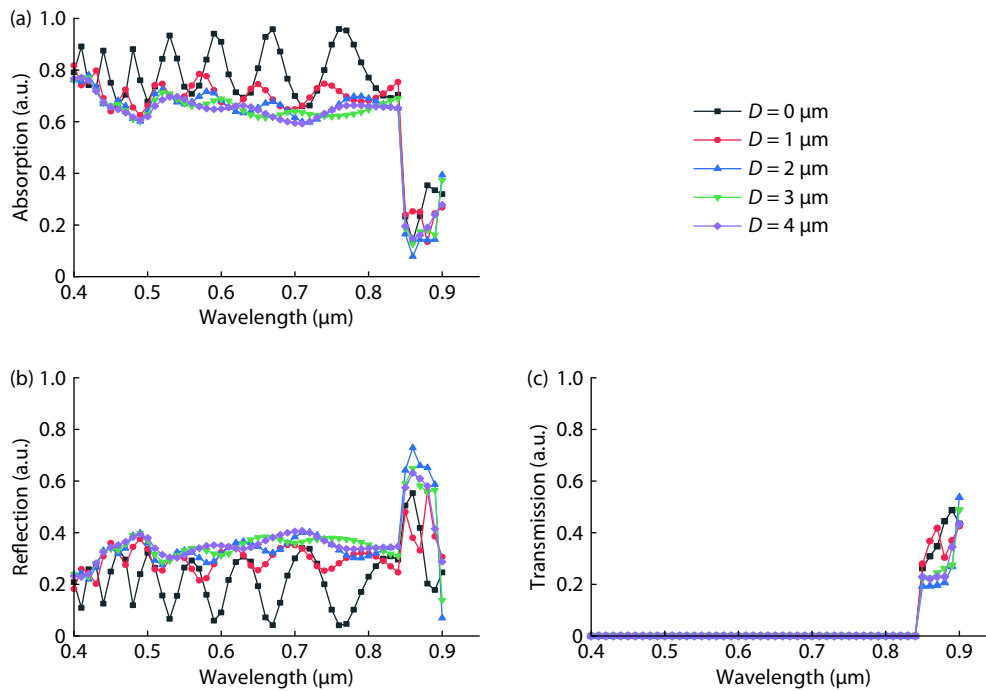 (a)
1.0
0.8
0.6
0.4
0.2
0
Absorption (a.u.)
0.4 0.5 0.6 0.7 0.8 0.9
Wavelength (μm)
D = 0 μm
D = 1 μm
D = 2 μm
D = 3 μm
D = 4 μm
(b)
1.0
0.8
0.6
0.4
0.2
0
Reflection (a.u.)
0.4 0.5 0.6 0.7 0.8 0.9
Wavelength (μm)
(c)
1.0
0.8
0.6
0.4
0.2
0
Transmission (a.u.)
0.4 0.5 0.6 0.7 0.8 0.9
Wavelength (μm)